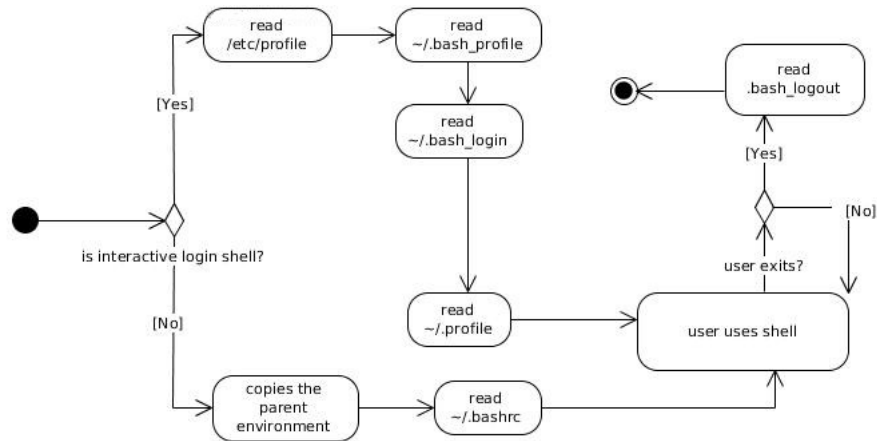 read
/etc/profile
read
~/.bash_profile
read
.bash_logout
[Yes]
read
~/.bash_login
[Yes]
[No]
is interactive login shell?
user exits?
[No]
read
~/.profile
user uses shell
copies the
parent
environment
read
~/.bashrc